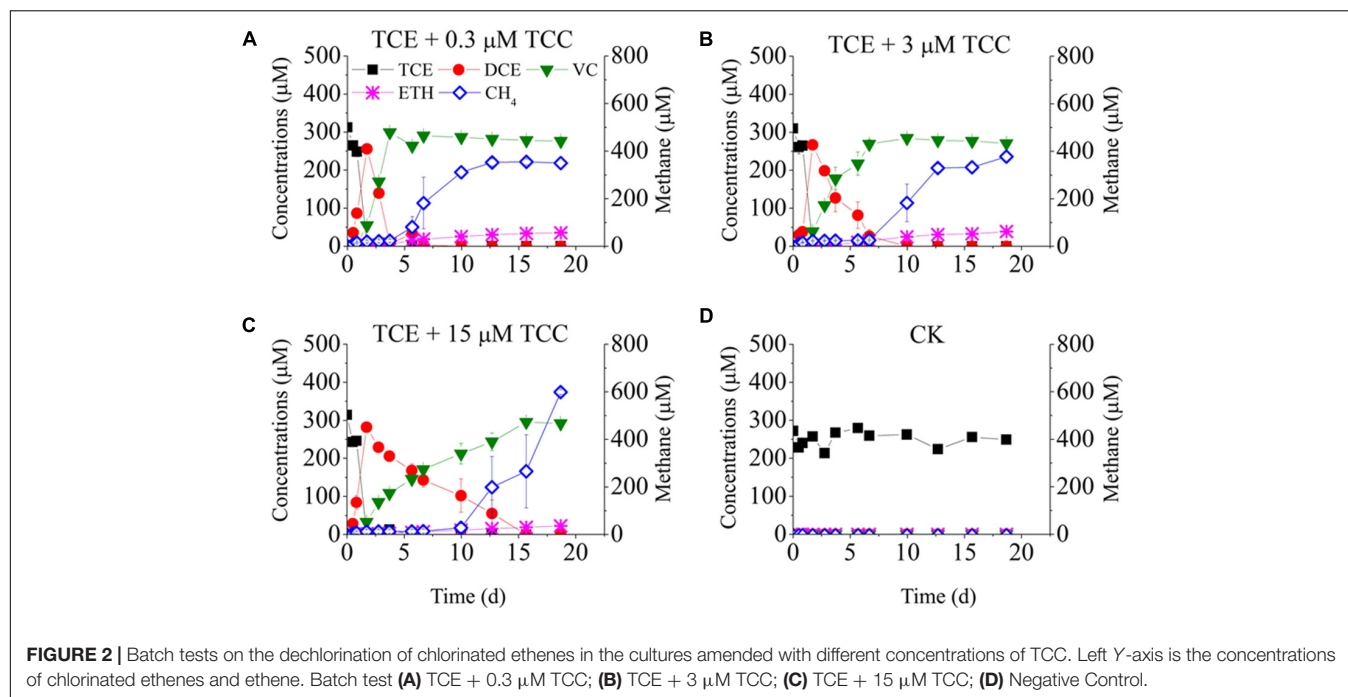 A
TCE + 0.3 μM TCC
TCE DCE VC
ETH CH4
Concentrations (μM)
500
400
300
200
100
0
Methane (μM)
800
600
400
200
0
0 5 10 15 20
B
TCE + 3 μM TCC
Concentrations (μM)
500
400
300
200
100
0
Methane (μM)
800
600
400
200
0
0 5 10 15 20
C
TCE + 15 μM TCC
Concentrations (μM)
500
400
300
200
100
0
Methane (μM)
800
600
400
200
0
0 5 10 15 20
Time (d)
D
CK
Concentrations (μM)
500
400
300
200
100
0
Methane (μM)
800
600
400
200
0
0 5 10 15 20
Time (d)
FIGURE 2 | Batch tests on the dechlorination of chlorinated ethenes in the cultures amended with different concentrations of TCC. Left Y-axis is the concentrations
of chlorinated ethenes and ethene. Batch test (A) TCE + 0.3 μM TCC; (B) TCE + 3 μM TCC; (C) TCE + 15 μM TCC; (D) Negative Control.